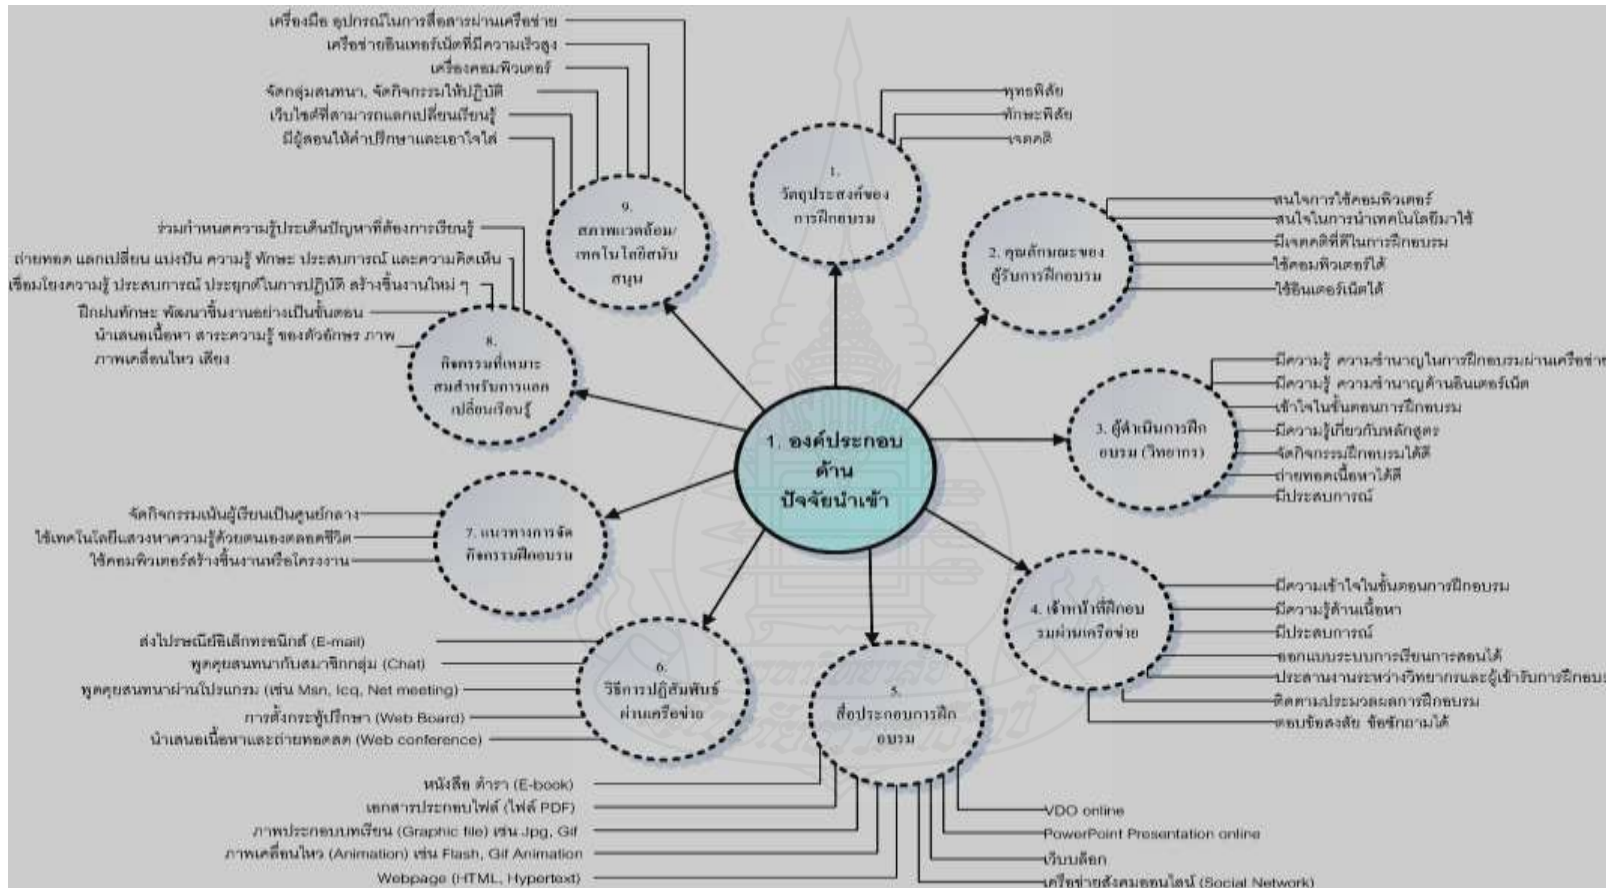 1. องค์ประกอบ
ด้าน
ปัจจัยนำเข้า
1.
วัตถุประสงค์ของ
การฝึกอบรม
พุทธพิสัย
ทักษะพิสัย
เจตคติ
2. คุณลักษณะของ
ผู้รับการฝึกอบรม
สนใจการใช้คอมพิวเตอร์
สนใจในการนำเทคโนโลยีมาใช้
มีเจตคติที่ดีในการฝึกอบรม
ใช้คอมพิวเตอร์ได้
ใช้อินเตอร์เน็ตได้
3. ผู้ดำเนินการฝึก
อบรม (วิทยากร)
มีความรู้ ความชำนาญในการฝึกอบรมผ่านเครือข่าย
มีความรู้ ความชำนาญด้านอินเตอร์เน็ต
เข้าใจในขั้นตอนการฝึกอบรม
มีความรู้เกี่ยวกับหลักสูตร
จัดกิจกรรมฝึกอบรมได้ดี
ถ่ายทอดเนื้อหาได้ดี
มีประสบการณ์
4. เจ้าหน้าที่ฝึกอบ
รมผ่านเครือข่าย
มีความเข้าใจในขั้นตอนการฝึกอบรม
มีความรู้ด้านเนื้อหา
มีประสบการณ์
ออกแบบระบบการเรียนการสอนได้
ประสานงานระหว่างวิทยากรและผู้เข้ารับการฝึกอบร
ติดตามประมวลผลการฝึกอบรม
ตอบข้อสงสัย ข้อซักถามได้
5.
สื่อประกอบการฝึก
อบรม
หนังสือ ตำรา (E-book)
เอกสารประกอบไฟล์ (ไฟล์ PDF)
ภาพประกอบบทเรียน (Graphic file) เช่น Jpg, Gif
ภาพเคลื่อนไหว (Animation) เช่น Flash, Gif Animation
Webpage (HTML, Hypertext)
VDO online
PowerPoint Presentation online
เว็บบล็อก
เครือข่ายสังคมออนไลน์ (Social Network)
6.
วิธีการปฏิสัมพันธ์
ผ่านเครือข่าย
ส่งไปรษณีย์อิเล็กทรอนิกส์ (E-mail)
พูดคุยสนทนากับสมาชิกกลุ่ม (Chat)
พูดคุยสนทนาผ่านโปรแกรม (เช่น Msn, Icq, Net meeting)
การตั้งกระทู้ปรึกษา (Web Board)
นำเสนอเนื้อหาและถ่ายทอดสด (Web conference)
7. แนวทางการจัด
กิจกรรมฝึกอบรม
จัดกิจกรรมเน้นผู้เรียนเป็นศูนย์กลาง
ใช้เทคโนโลยีแสวงหาความรู้ด้วยตนเองตลอดชีวิต
ใช้คอมพิวเตอร์สร้างชิ้นงานหรือโครงงาน
8.
กิจกรรมที่เหมาะ
สมสำหรับการแลก
เปลี่ยนเรียนรู้
ร่วมกำหนดความรู้ประเด็นปัญหาที่ต้องการเรียนรู้
ถ่ายทอด แลกเปลี่ยน แบ่งปัน ความรู้ ทักษะ ประสบการณ์ และความคิดเห็น
เชื่อมโยงความรู้ ประสบการณ์ ประยุกต์ในการปฏิบัติ สร้างชิ้นงานใหม่ ๆ
ฝึกฝนทักษะ พัฒนาชิ้นงานอย่างเป็นขั้นตอน
นำเสนอเนื้อหา สาระความรู้ ของตัวอักษร ภาพ
ภาพเคลื่อนไหว เสียง
9.
สภาพแวดล้อม/
เทคโนโลยีสนับ
สนุน
เครื่องมือ อุปกรณ์ในการสื่อสารผ่านเครือข่าย
เครือข่ายอินเทอร์เน็ตที่มีความเร็วสูง
เครื่องคอมพิวเตอร์
จัดกลุ่มสนทนา, จัดกิจกรรมให้ปฏิบัติ
เว็บไซต์ที่สามารถแลกเปลี่ยนเรียนรู้
มีผู้สอนให้คำปรึกษาและเอาใจใส่